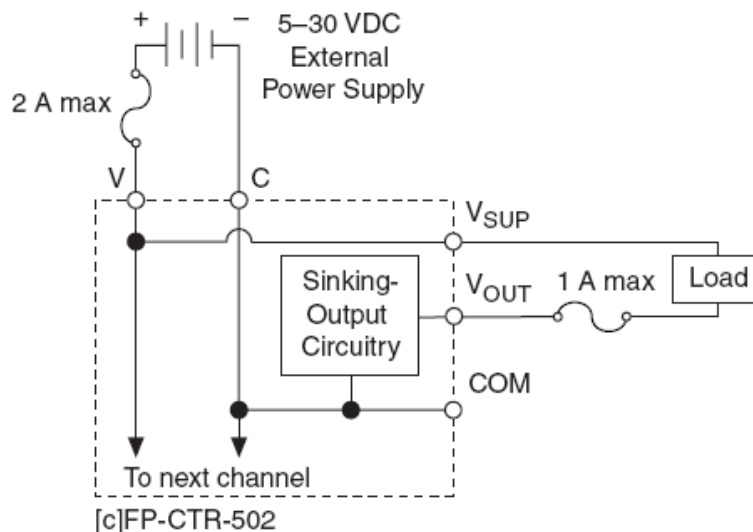 +
–
5–30 VDC
External
Power Supply
2 A max
V
C
VSUP
Sinking-
Output
Circuitry
VOUT
1 A max
Load
COM
To next channel
[c]FP-CTR-502